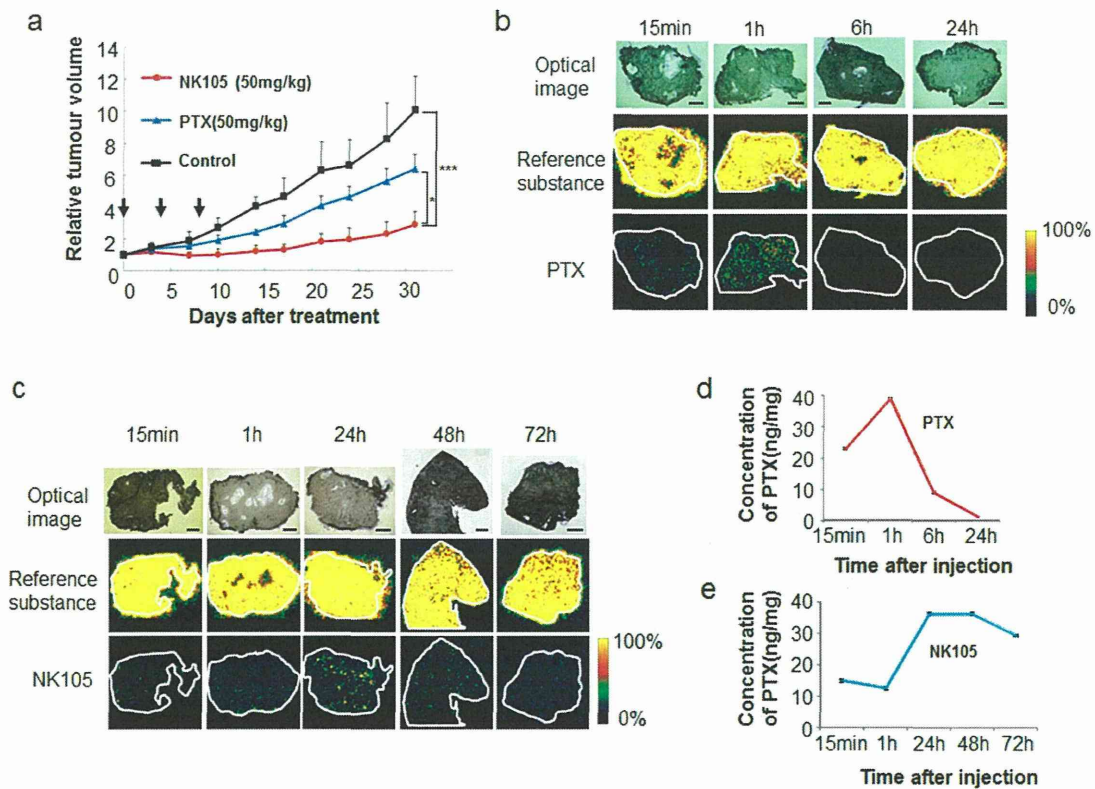 a
Relative tumour volume
14
12
10
8
6
4
2
1
0
NK105 (50mg/kg)
PTX(50mg/kg)
Control
***
*
0 5 10 15 20 25 30
Days after treatment
b
15min 1h 6h 24h
Optical
image
Reference
substance
PTX
100%
0%
c
15min 1h 24h 48h 72h
Optical
image
Reference
substance
NK105
100%
0%
d
Concentration
of PTX(ng/mg)
40
30
20
10
0
PTX
15min 1h 6h 24h
Time after injection
e
Concentration
of PTX(ng/mg)
40
30
20
10
0
NK105
15min 1h 24h 48h 72h
Time after injection